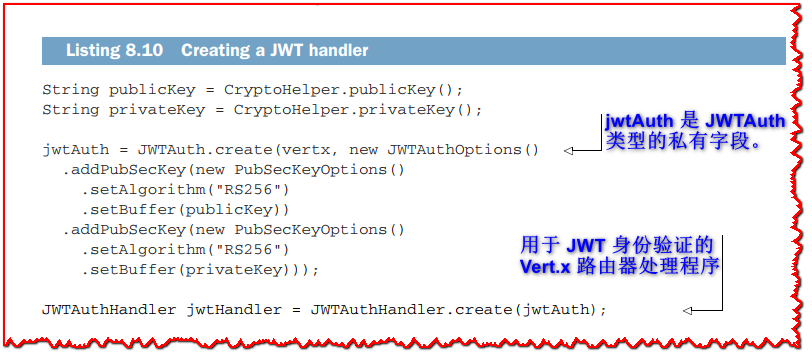 Listing 8.10 Creating a JWT handler
String publicKey = CryptoHelper.publicKey();
String privateKey = CryptoHelper.privateKey();
jwtAuth = JWTAuth.create(vertx, new JWTAuthOptions()
.addPubSecKey(new PubSecKeyOptions()
.setAlgorithm("RS256")
.setBuffer(publicKey))
.addPubSecKey(new PubSecKeyOptions()
.setAlgorithm("RS256")
.setBuffer(privateKey)));
JWTAuthHandler jwtHandler = JWTAuthHandler.create(jwtAuth);
jwtAuth 是 JWTAuth
类型的私有字段。
用于 JWT 身份验证的
Vert.x 路由器处理程序